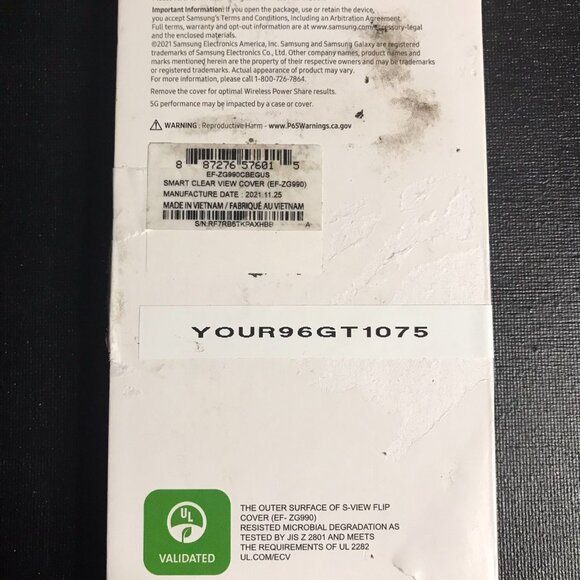 Important Information: If you open the package, use or retain the device,
you accept Samsung's Terms and Conditions, including an Arbitration Agreement.
Full terms, warranty and opt-out information at www.samsung.com/accessory-legal
and the enclosed materials.
©2021 Samsung Electronics America, Inc. Samsung and Samsung Galaxy are registered
trademarks of Samsung Electronics Co., Ltd. Other company names, product names and
marks mentioned herein are the property of their respective owners and may be trademarks
or registered trademarks. Actual appearance of product may vary.
For more information, please call 1-800-726-7864.
Remove the cover for optimal Wireless Power Share results.
5G performance may be impacted by a case or cover.
WARNING : Reproductive Harm - www.P65Warnings.ca.gov
8 87276 57601 5
EF-ZG990CBEGUS
SMART CLEAR VIEW COVER (EF-ZG990)
MANUFACTURE DATE : 2021.11.25
MADE IN VIETNAM / FABRIQUÉ AU VIETNAM
S/N:RF7RB6TKPAXHBB A
YOUR96GT1075
UL
VALIDATED
THE OUTER SURFACE OF S-VIEW FLIP
COVER (EF- ZG990)
RESISTED MICROBIAL DEGRADATION AS
TESTED BY JIS Z 2801 AND MEETS
THE REQUIREMENTS OF UL 2282
UL.COM/ECV